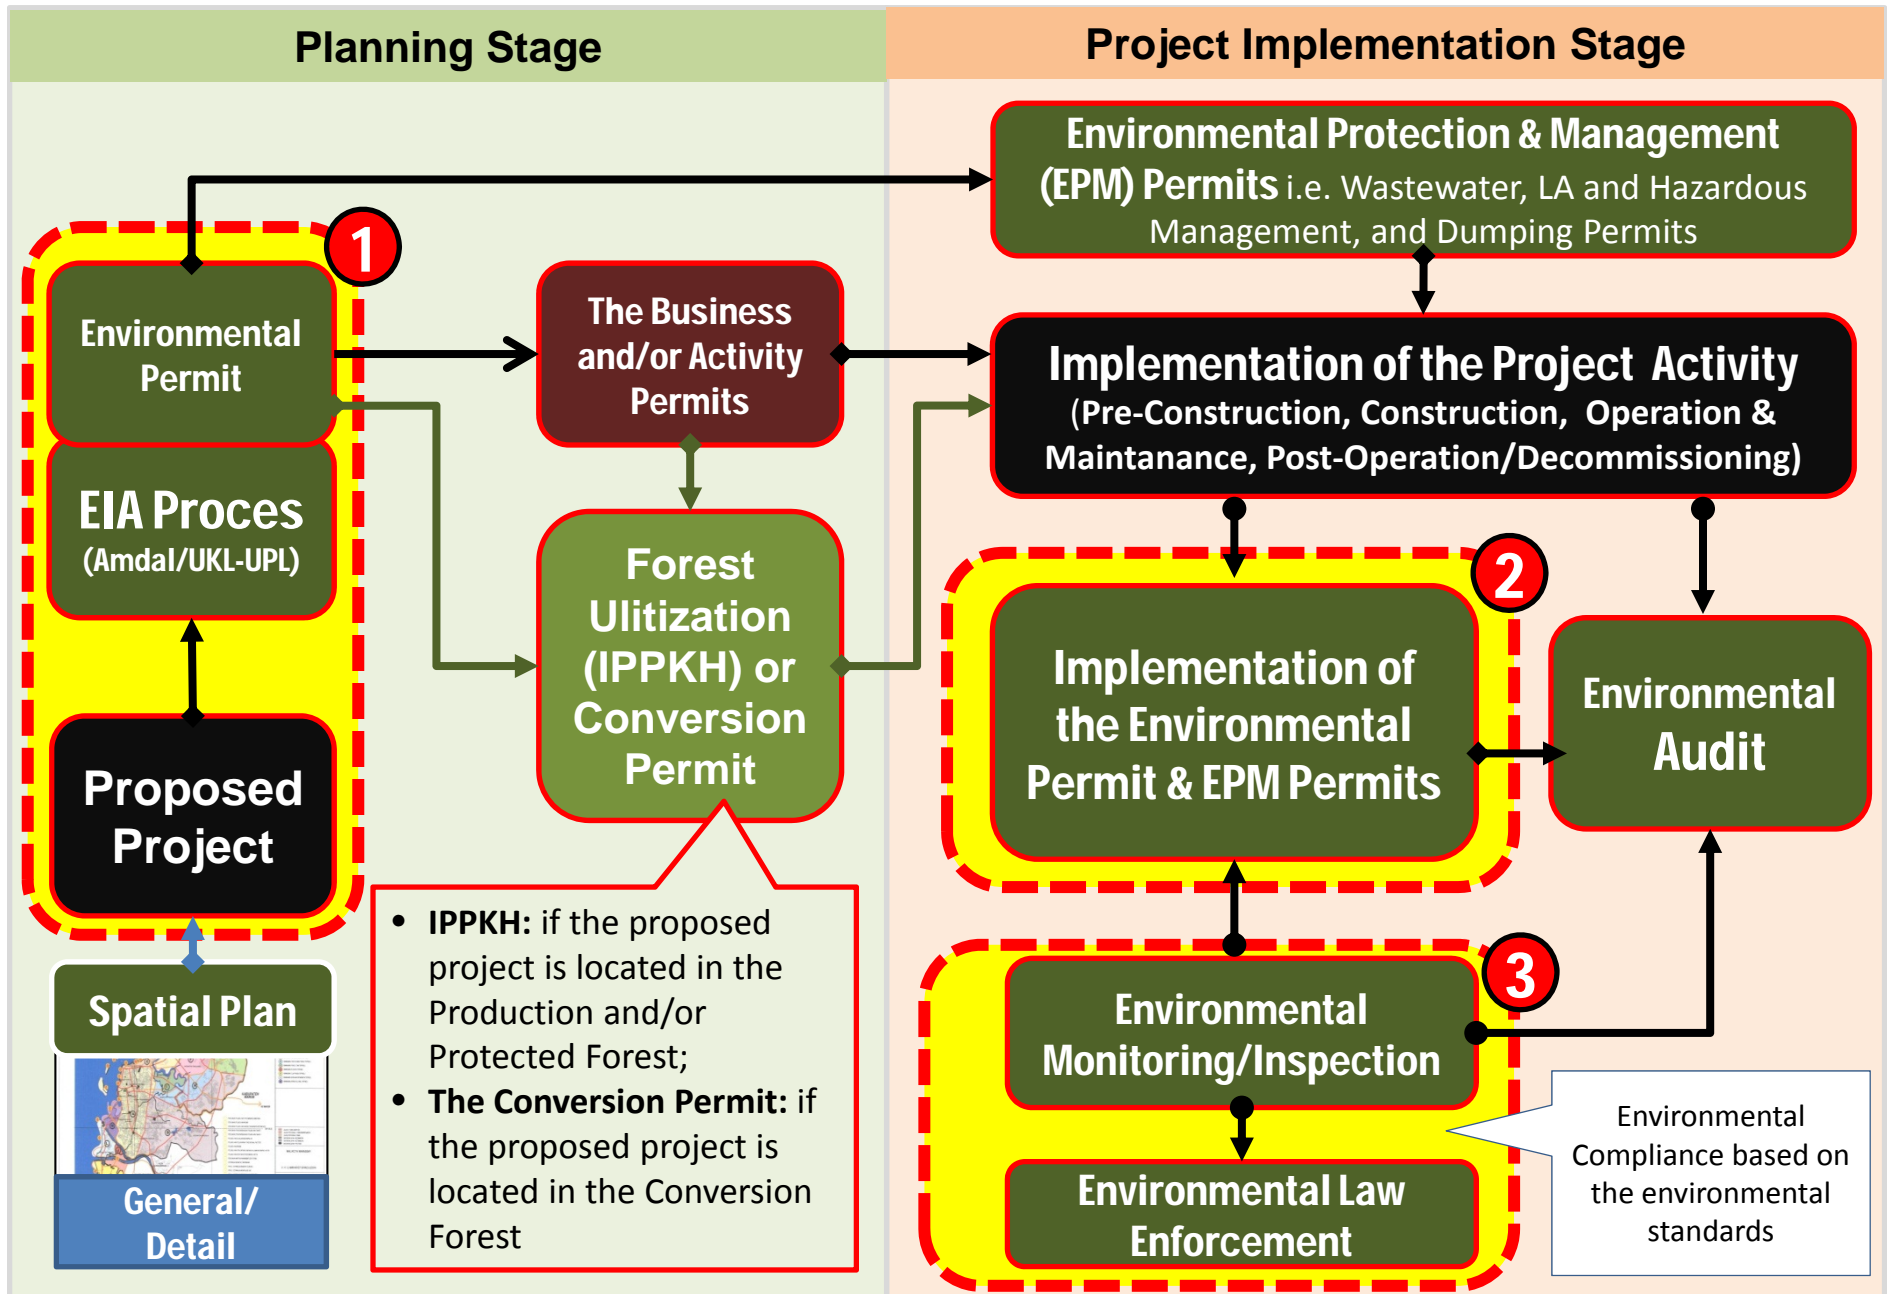 Planning Stage
Project Implementation Stage
Environmental Protection & Management
(EPM) Permits i.e. Wastewater, LA and Hazardous
Management, and Dumping Permits
1
Environmental
Permit
The Business
and/or Activity
Permits
Implementation of the Project Activity
(Pre-Construction, Construction, Operation &
Maintanance, Post-Operation/Decommissioning)
EIA Proces
(Amdal/UKL-UPL)
Forest
Ulitization
(IPPKH) or
Conversion
Permit
2
Implementation of
the Environmental
Permit & EPM Permits
Environmental
Audit
Proposed
Project
• IPPKH: if the proposed
project is located in the
Production and/or
Protected Forest;
• The Conversion Permit: if
the proposed project is
located in the Conversion
Forest
Spatial Plan
General/
Detail
3
Environmental
Monitoring/Inspection
Environmental Law
Enforcement
Environmental
Compliance based on
the environmental
standards